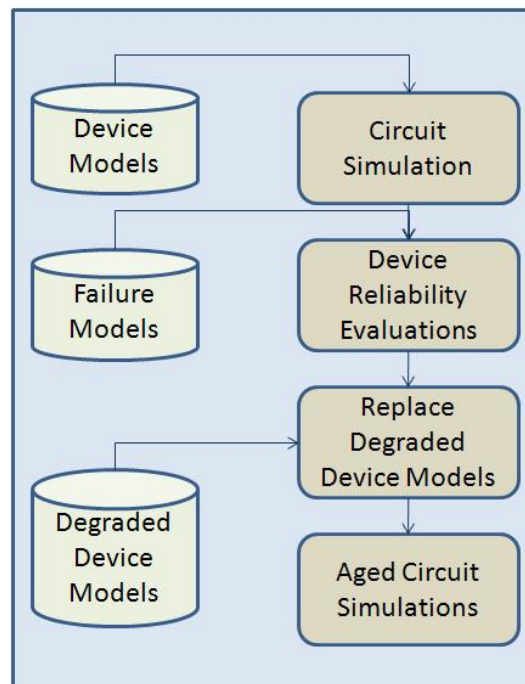 Device
Models
Circuit
Simulation
Failure
Models
Device
Reliability
Evaluations
Replace
Degraded
Device Models
Degraded
Device
Models
Aged Circuit
Simulations